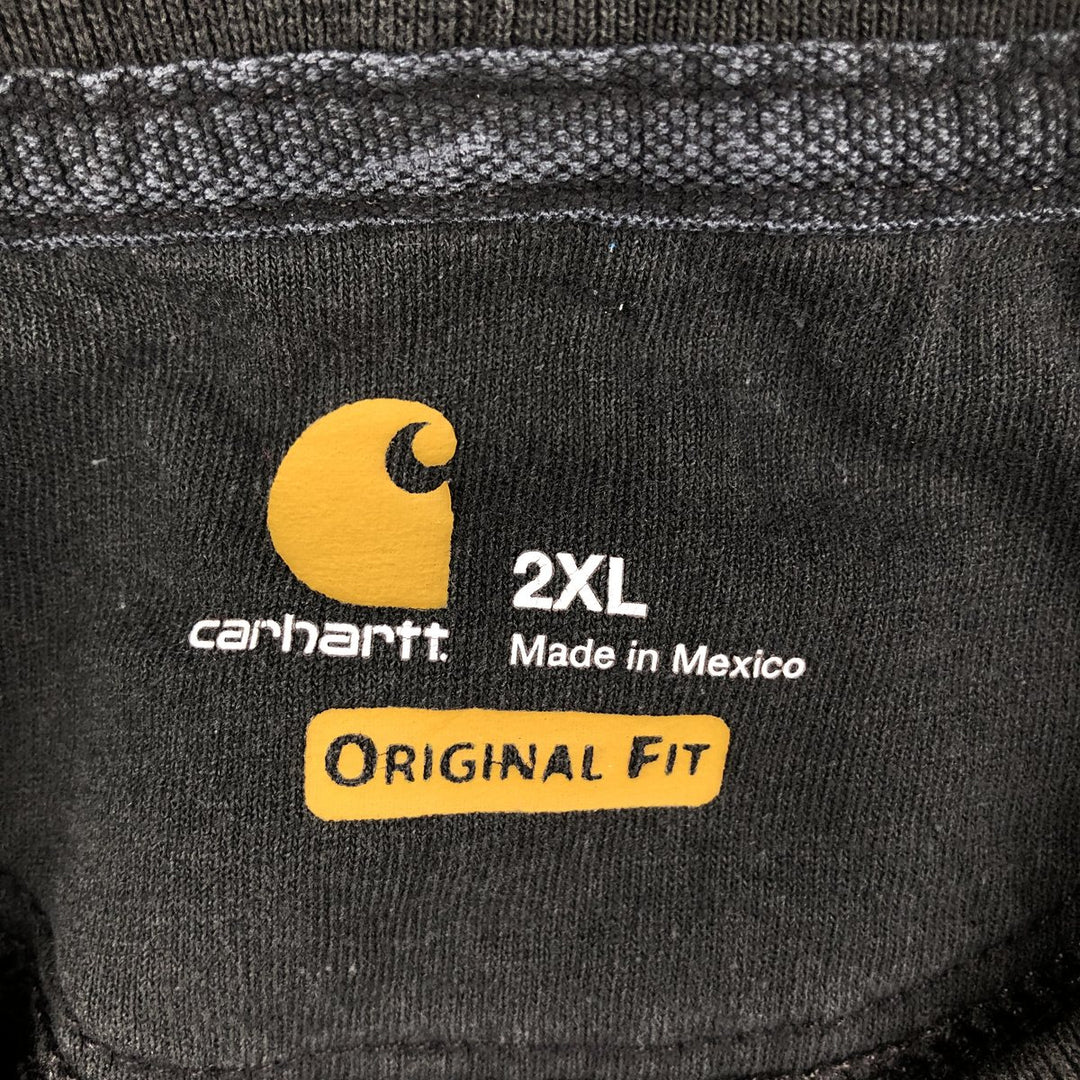 carhartt.
2XL
Made in Mexico
ORIGINAL FIT